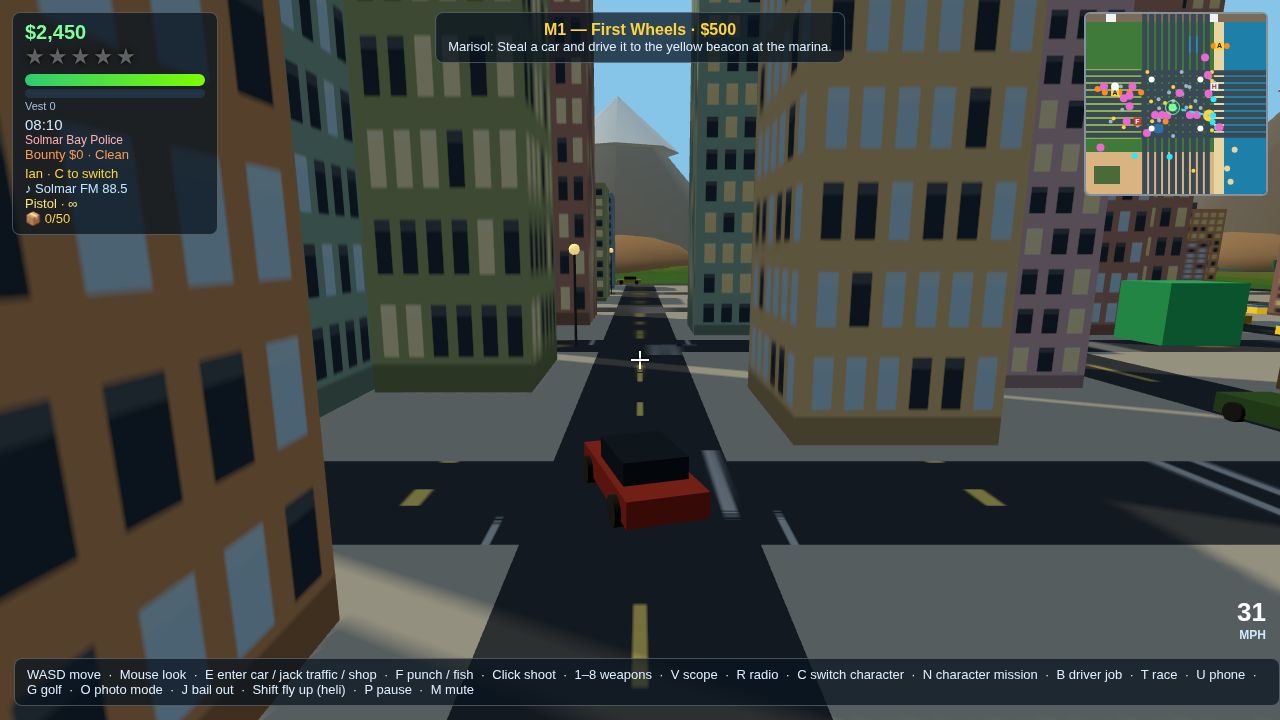 $2,450
★★★★★
Vest 0
08:10
Solmar Bay Police
Bounty $0 · Clean
Ian · C to switch
♪ Solmar FM 88.5
Pistol · ∞
📦 0/50
M1 — First Wheels · $500
Marisol: Steal a car and drive it to the yellow beacon at the marina.
A
A
H
F
31
MPH
WASD move · Mouse look · E enter car / jack traffic / shop · F punch / fish · Click shoot · 1–8 weapons · V scope · R radio · C switch character · N character mission · B driver job · T race · U phone ·
G golf · O photo mode · J bail out · Shift fly up (heli) · P pause · M mute